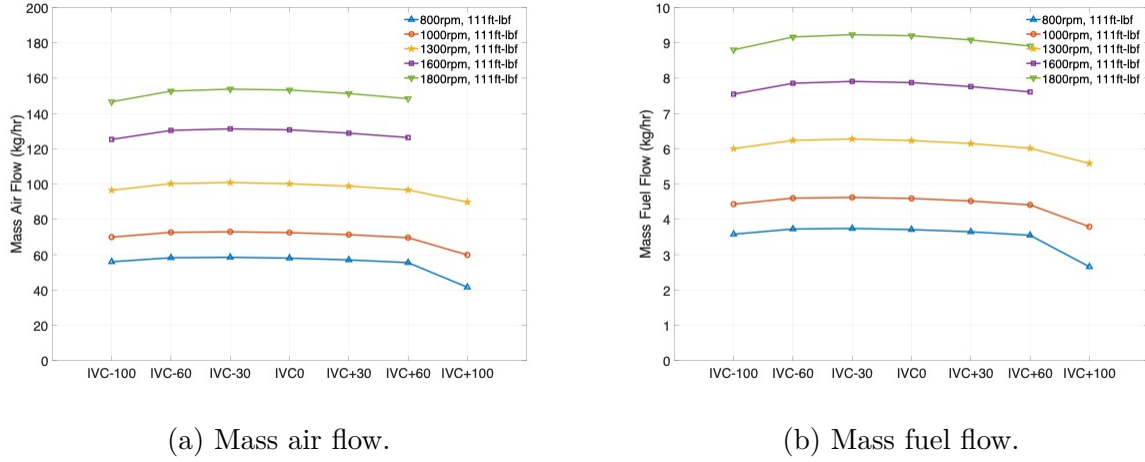 200
180
160
140
120
100
80
60
40
20
0
Mass Air Flow (kg/hr)
800rpm, 111ft-lbf
1000rpm, 111ft-lbf
1300rpm, 111ft-lbf
1600rpm, 111ft-lbf
1800rpm, 111ft-lbf
IVC-100 IVC-60 IVC-30 IVC0 IVC+30 IVC+60 IVC+100
(a) Mass air flow.
10
9
8
7
6
5
4
3
2
1
0
Mass Fuel Flow (kg/hr)
800rpm, 111ft-lbf
1000rpm, 111ft-lbf
1300rpm, 111ft-lbf
1600rpm, 111ft-lbf
1800rpm, 111ft-lbf
IVC-100 IVC-60 IVC-30 IVC0 IVC+30 IVC+60 IVC+100
(b) Mass fuel flow.